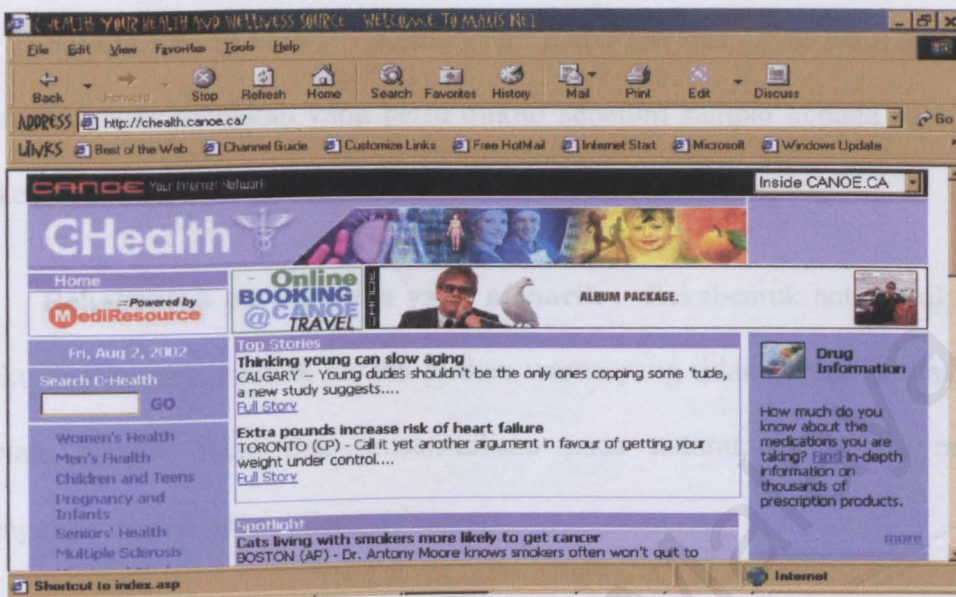 C-HEALTH: YOUR HEALTH AND WELLNESS SOURCE - WELCOME TO MAXIS NET
File Edit View Favorites Tools Help
Back Forward Stop Refresh Home Search Favorites History Mail Print Edit Discuss
ADDRESS http://chealth.canoe.ca/ Go
LINKS Best of the Web Channel Guide Customize Links Free HotMail Internet Start Microsoft Windows Update
CANOE Your Internet Network Inside CANOE.CA
CHealth
Home
Powered by
MediResource
Online
BOOKING
@CANOE
TRAVEL
CANOE
ALBUM PACKAGE.
Fri, Aug 2, 2002
Search C-Health
GO
Women's Health
Men's Health
Children and Teens
Pregnancy and
Infants
Seniors' Health
Multiple Sclerosis
Top Stories
Thinking young can slow aging
CALGARY -- Young dudes shouldn't be the only ones copping some 'tude,
a new study suggests....
Full Story
Extra pounds increase risk of heart failure
TORONTO (CP) - Call it yet another argument in favour of getting your
weight under control....
Full Story
Spotlight
Cats living with smokers more likely to get cancer
BOSTON (AP) - Dr. Antony Moore knows smokers often won't quit to
Drug
Information
How much do you
know about the
medications you are
taking? Find in-depth
information on
thousands of
prescription products.
more
Shortcut to index.asp Internet